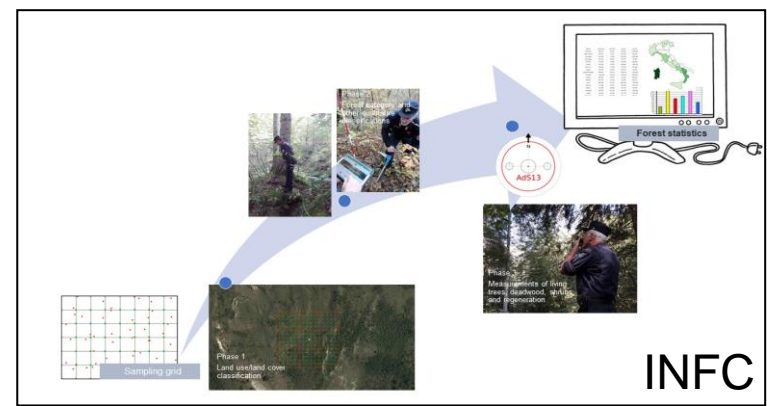 Phase 2
Forest category and
other qualitative
classifications
Forest statistics
N
AdS13
Phase 3
Measurements of living
trees, deadwood, shrubs
and regeneration
Phase 1
Land use/land cover
classification
Sampling grid
INFC